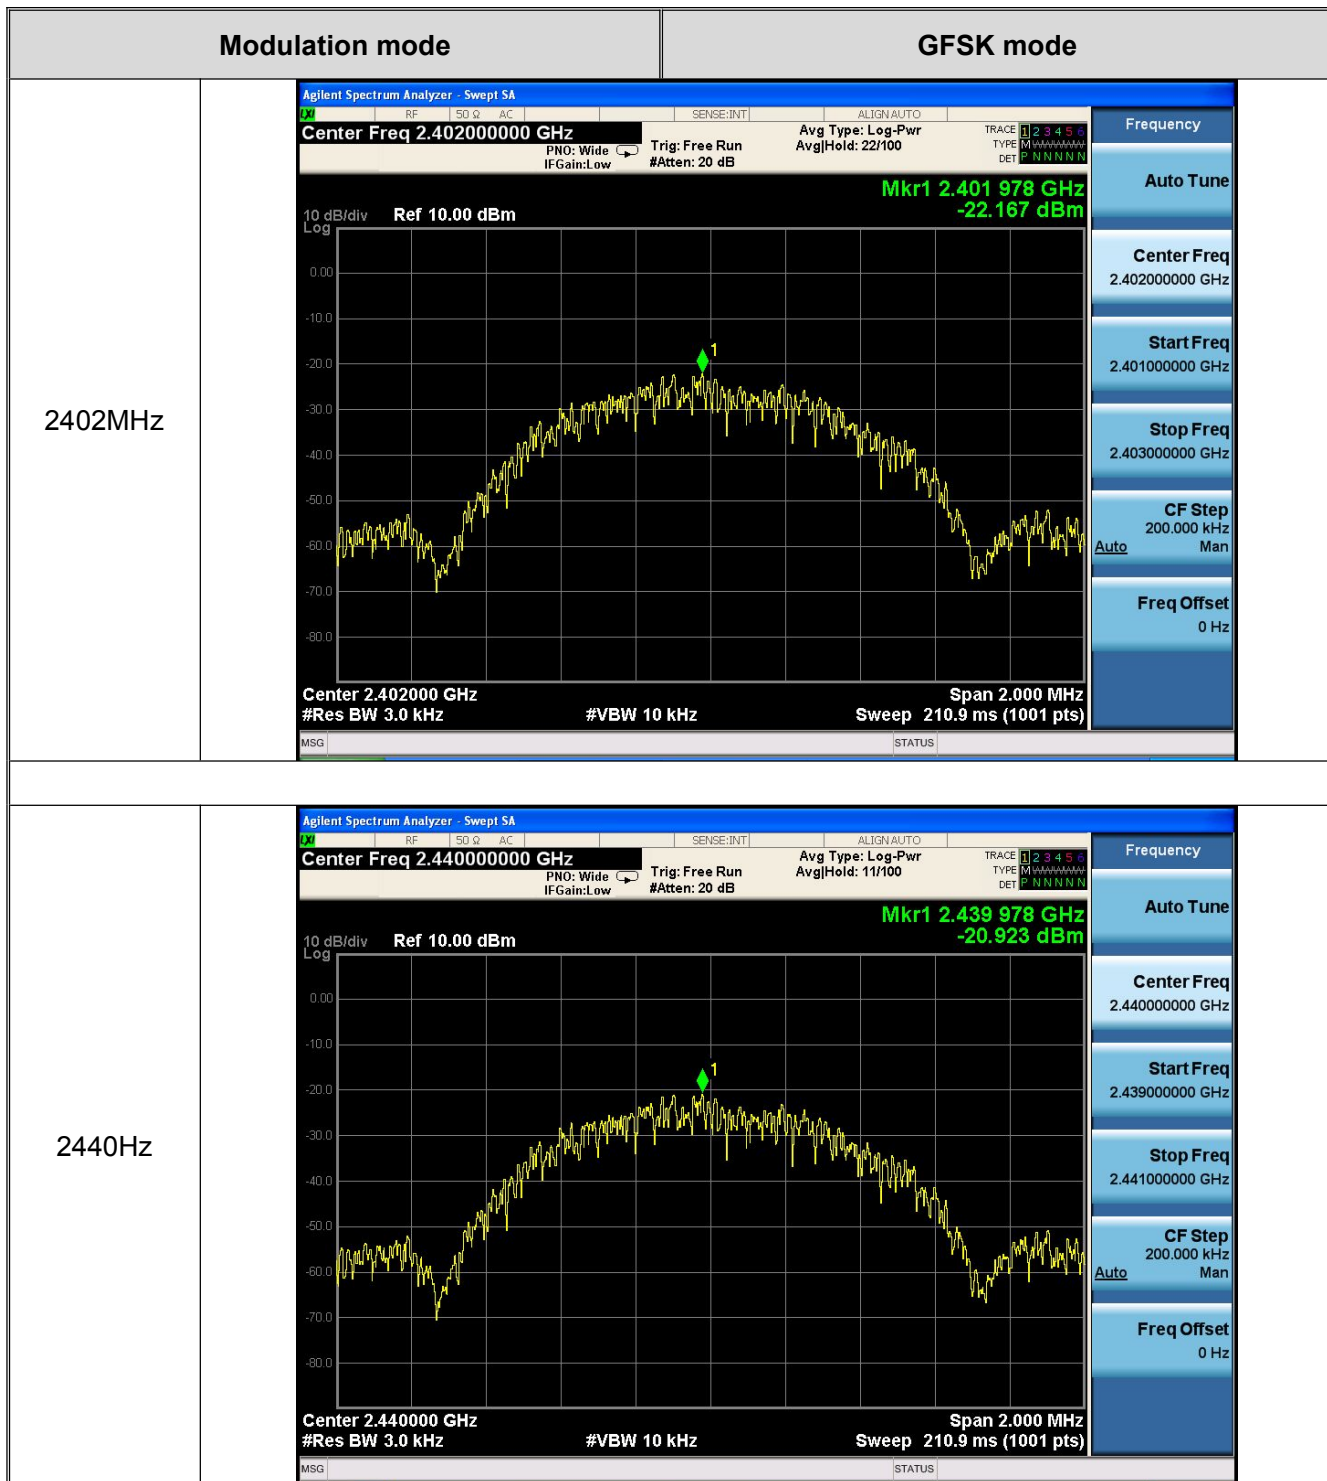 Modulation mode GFSK mode
2402MHz
Agilent Spectrum Analyzer - Swept SA
LXI RF 50 Ω AC SENSE:INT ALIGN AUTO
Center Freq 2.402000000 GHz
PNO: Wide
IFGain:Low
Trig: Free Run
#Atten: 20 dB
Avg Type: Log-Pwr
Avg|Hold: 22/100
TRACE 1 2 3 4 5 6
TYPE M WWWWW
DET P N N N N N
Mkr1 2.401 978 GHz
-22.167 dBm
10 dB/div Ref 10.00 dBm
Log
0.00
-10.0
-20.0
-30.0
-40.0
-50.0
-60.0
-70.0
-80.0
1
Center 2.402000 GHz Span 2.000 MHz
#Res BW 3.0 kHz #VBW 10 kHz Sweep 210.9 ms (1001 pts)
MSG STATUS
Frequency
Auto Tune
Center Freq
2.402000000 GHz
Start Freq
2.401000000 GHz
Stop Freq
2.403000000 GHz
CF Step
200.000 kHz
Auto Man
Freq Offset
0 Hz
2440Hz
Agilent Spectrum Analyzer - Swept SA
LXI RF 50 Ω AC SENSE:INT ALIGN AUTO
Center Freq 2.440000000 GHz
PNO: Wide
IFGain:Low
Trig: Free Run
#Atten: 20 dB
Avg Type: Log-Pwr
Avg|Hold: 11/100
TRACE 1 2 3 4 5 6
TYPE M WWWWW
DET P N N N N N
Mkr1 2.439 978 GHz
-20.923 dBm
10 dB/div Ref 10.00 dBm
Log
0.00
-10.0
-20.0
-30.0
-40.0
-50.0
-60.0
-70.0
-80.0
1
Center 2.440000 GHz Span 2.000 MHz
#Res BW 3.0 kHz #VBW 10 kHz Sweep 210.9 ms (1001 pts)
MSG STATUS
Frequency
Auto Tune
Center Freq
2.440000000 GHz
Start Freq
2.439000000 GHz
Stop Freq
2.441000000 GHz
CF Step
200.000 kHz
Auto Man
Freq Offset
0 Hz